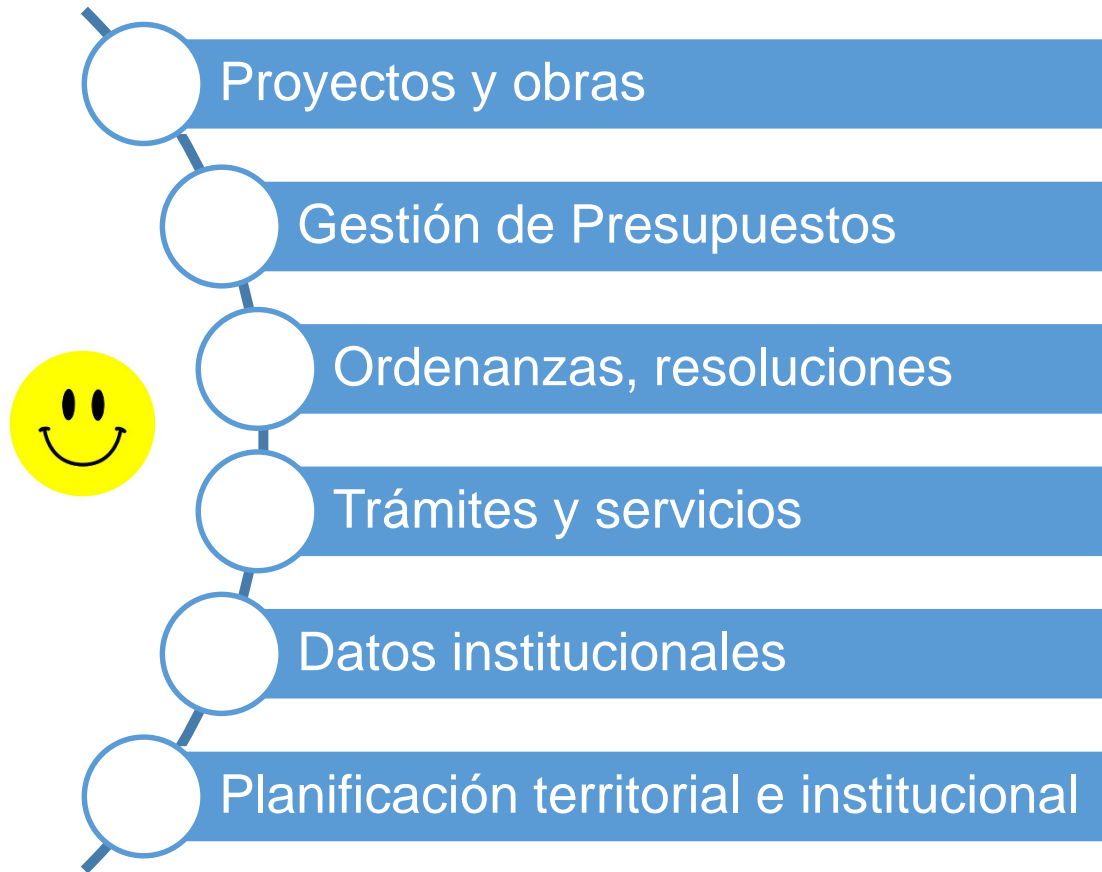 Proyectos y obras
Gestión de Presupuestos
Ordenanzas, resoluciones
Trámites y servicios
Datos institucionales
Planificación territorial e institucional